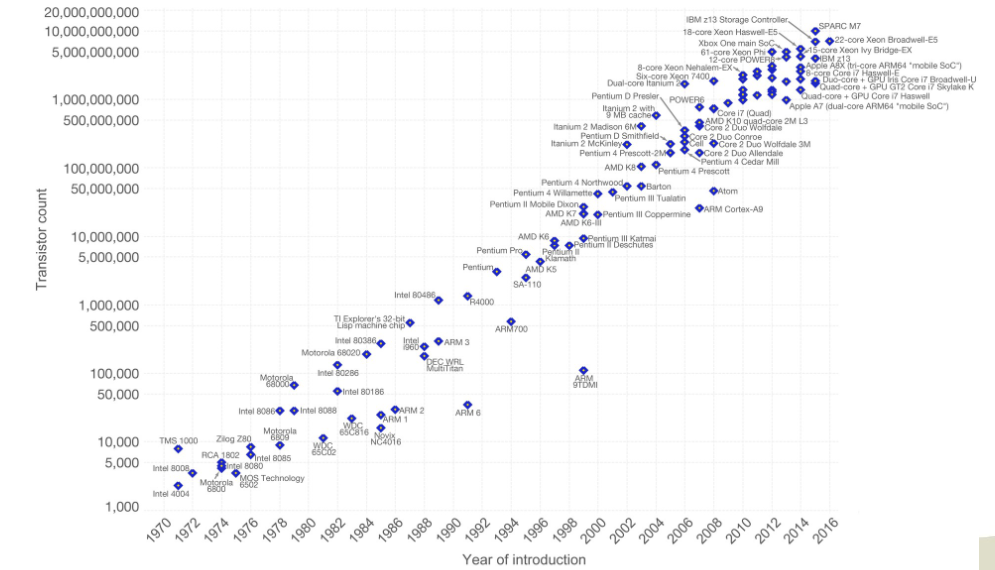 20,000,000,000
10,000,000,000
5,000,000,000
1,000,000,000
500,000,000
100,000,000
50,000,000
10,000,000
5,000,000
1,000,000
500,000
100,000
50,000
10,000
5,000
1,000
Transistor count
IBM z13 Storage Controller
SPARC M7
18-core Xeon Haswell-E5
22-core Xeon Broadwell-E5
Xbox One main SoC
61-core Xeon Phi
15-core Xeon Ivy Bridge-EX
12-core POWER8
IBM z13
8-core Xeon Nehalem-EX
Apple A8X (tri-core ARM64 "mobile SoC")
Six-core Xeon 7400
8-core Core i7 Haswell-E
Dual-core Itanium 2
Duo-core + GPU Iris Core i7 Broadwell-U
Quad-core + GPU GT2 Core i7 Skylake K
Pentium D Presler
POWER6
Quad-core + GPU Core i7 Haswell
Apple A7 (dual-core ARM64 "mobile SoC")
Itanium 2 with
9 MB cache
Core i7 (Quad)
AMD K10 quad-core 2M L3
Core 2 Duo Wolfdale
Itanium 2 Madison 6M
Pentium D Smithfield
Core 2 Duo Conroe
Itanium 2 McKinley
Cell
Core 2 Duo Wolfdale 3M
Pentium 4 Prescott-2M
Core 2 Duo Allendale
Pentium 4 Cedar Mill
AMD K8
Pentium 4 Prescott
Pentium 4 Northwood
Barton
Atom
Pentium 4 Willamette
Pentium III Tualatin
Pentium II Mobile Dixon
ARM Cortex-A9
AMD K7
Pentium III Coppermine
AMD K6-III
AMD K6
Pentium III Katmai
Pentium II Deschutes
Pentium Pro
Pentium II
Klamath
Pentium
AMD K5
SA-110
Intel 80486
R4000
TI Explorer's 32-bit
Lisp machine chip
ARM700
Intel 80386
Intel
i960
ARM 3
Motorola 68020
DEC WRL
MultiTitan
Intel 80286
Motorola
68000
ARM
9TDMI
Intel 80186
Intel 8086
Intel 8088
ARM 2
ARM 6
ARM 1
WDC
65C816
Novix
NC4016
Motorola
6809
WDC
65C02
TMS 1000
Zilog Z80
RCA 1802
Intel 8085
Intel 8008
Intel 8080
Motorola
6800
MOS Technology
6502
Intel 4004
1970 1972 1974 1976 1978 1980 1982 1984 1986 1988 1990 1992 1994 1996 1998 2000 2002 2004 2006 2008 2010 2012 2014 2016
Year of introduction